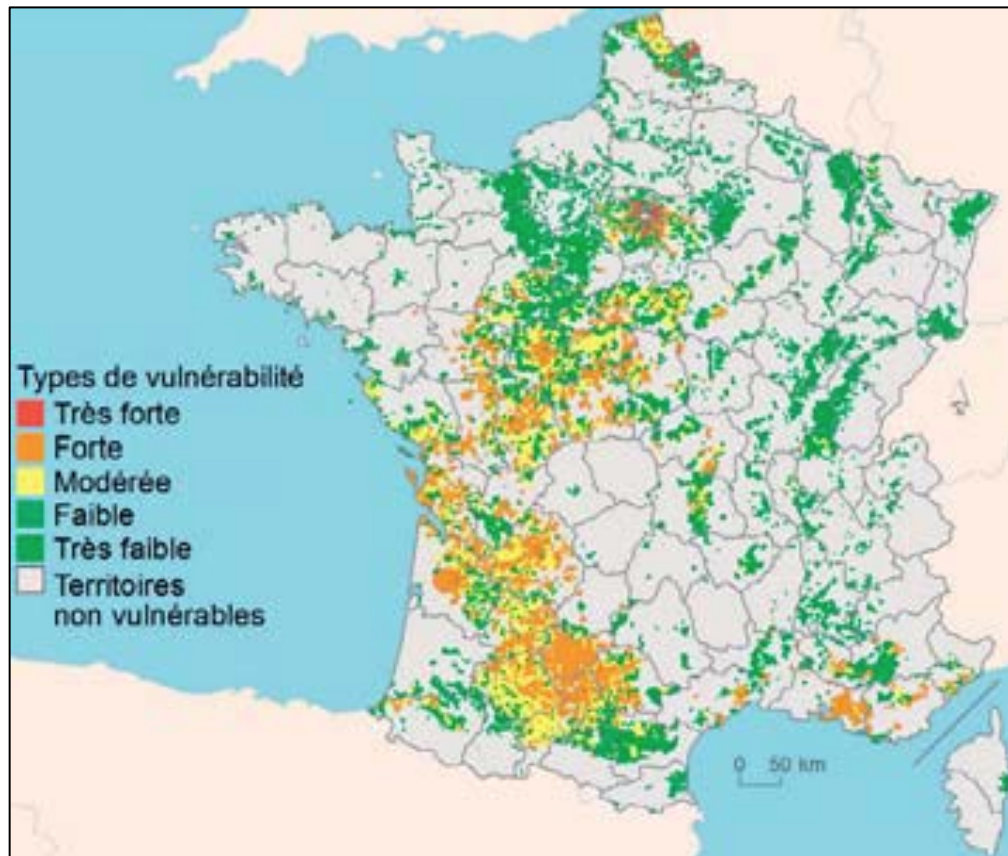 Types de vulnérabilité
Très forte
Forte
Modérée
Faible
Très faible
Territoires
non vulnérables
0 50 km